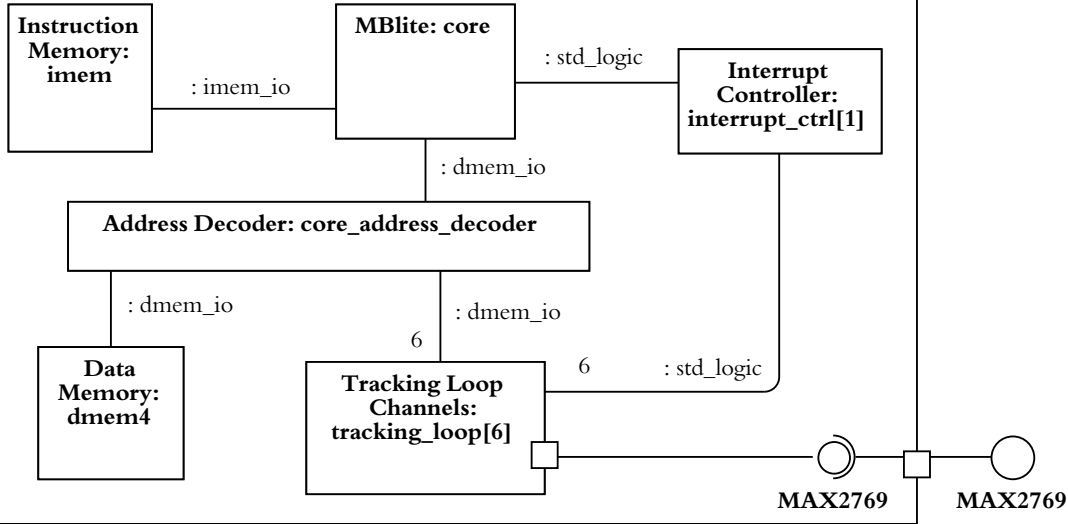 Instruction
Memory:
imem
: imem_io
MBlite: core
: std_logic
Interrupt
Controller:
interrupt_ctrl[1]
: dmem_io
Address Decoder: core_address_decoder
: dmem_io
: dmem_io
6
Data
Memory:
dmem4
Tracking Loop
Channels:
tracking_loop[6]
6
: std_logic
MAX2769
MAX2769